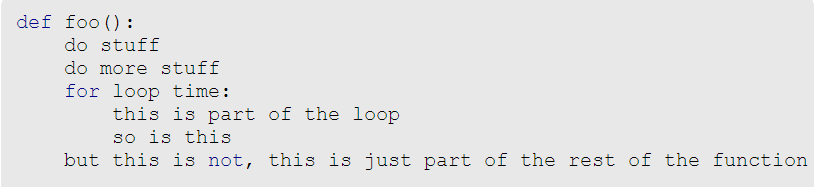 def foo():
    do stuff
    do more stuff
    for loop time:
        this is part of the loop
        so is this
    but this is not, this is just part of the rest of the function